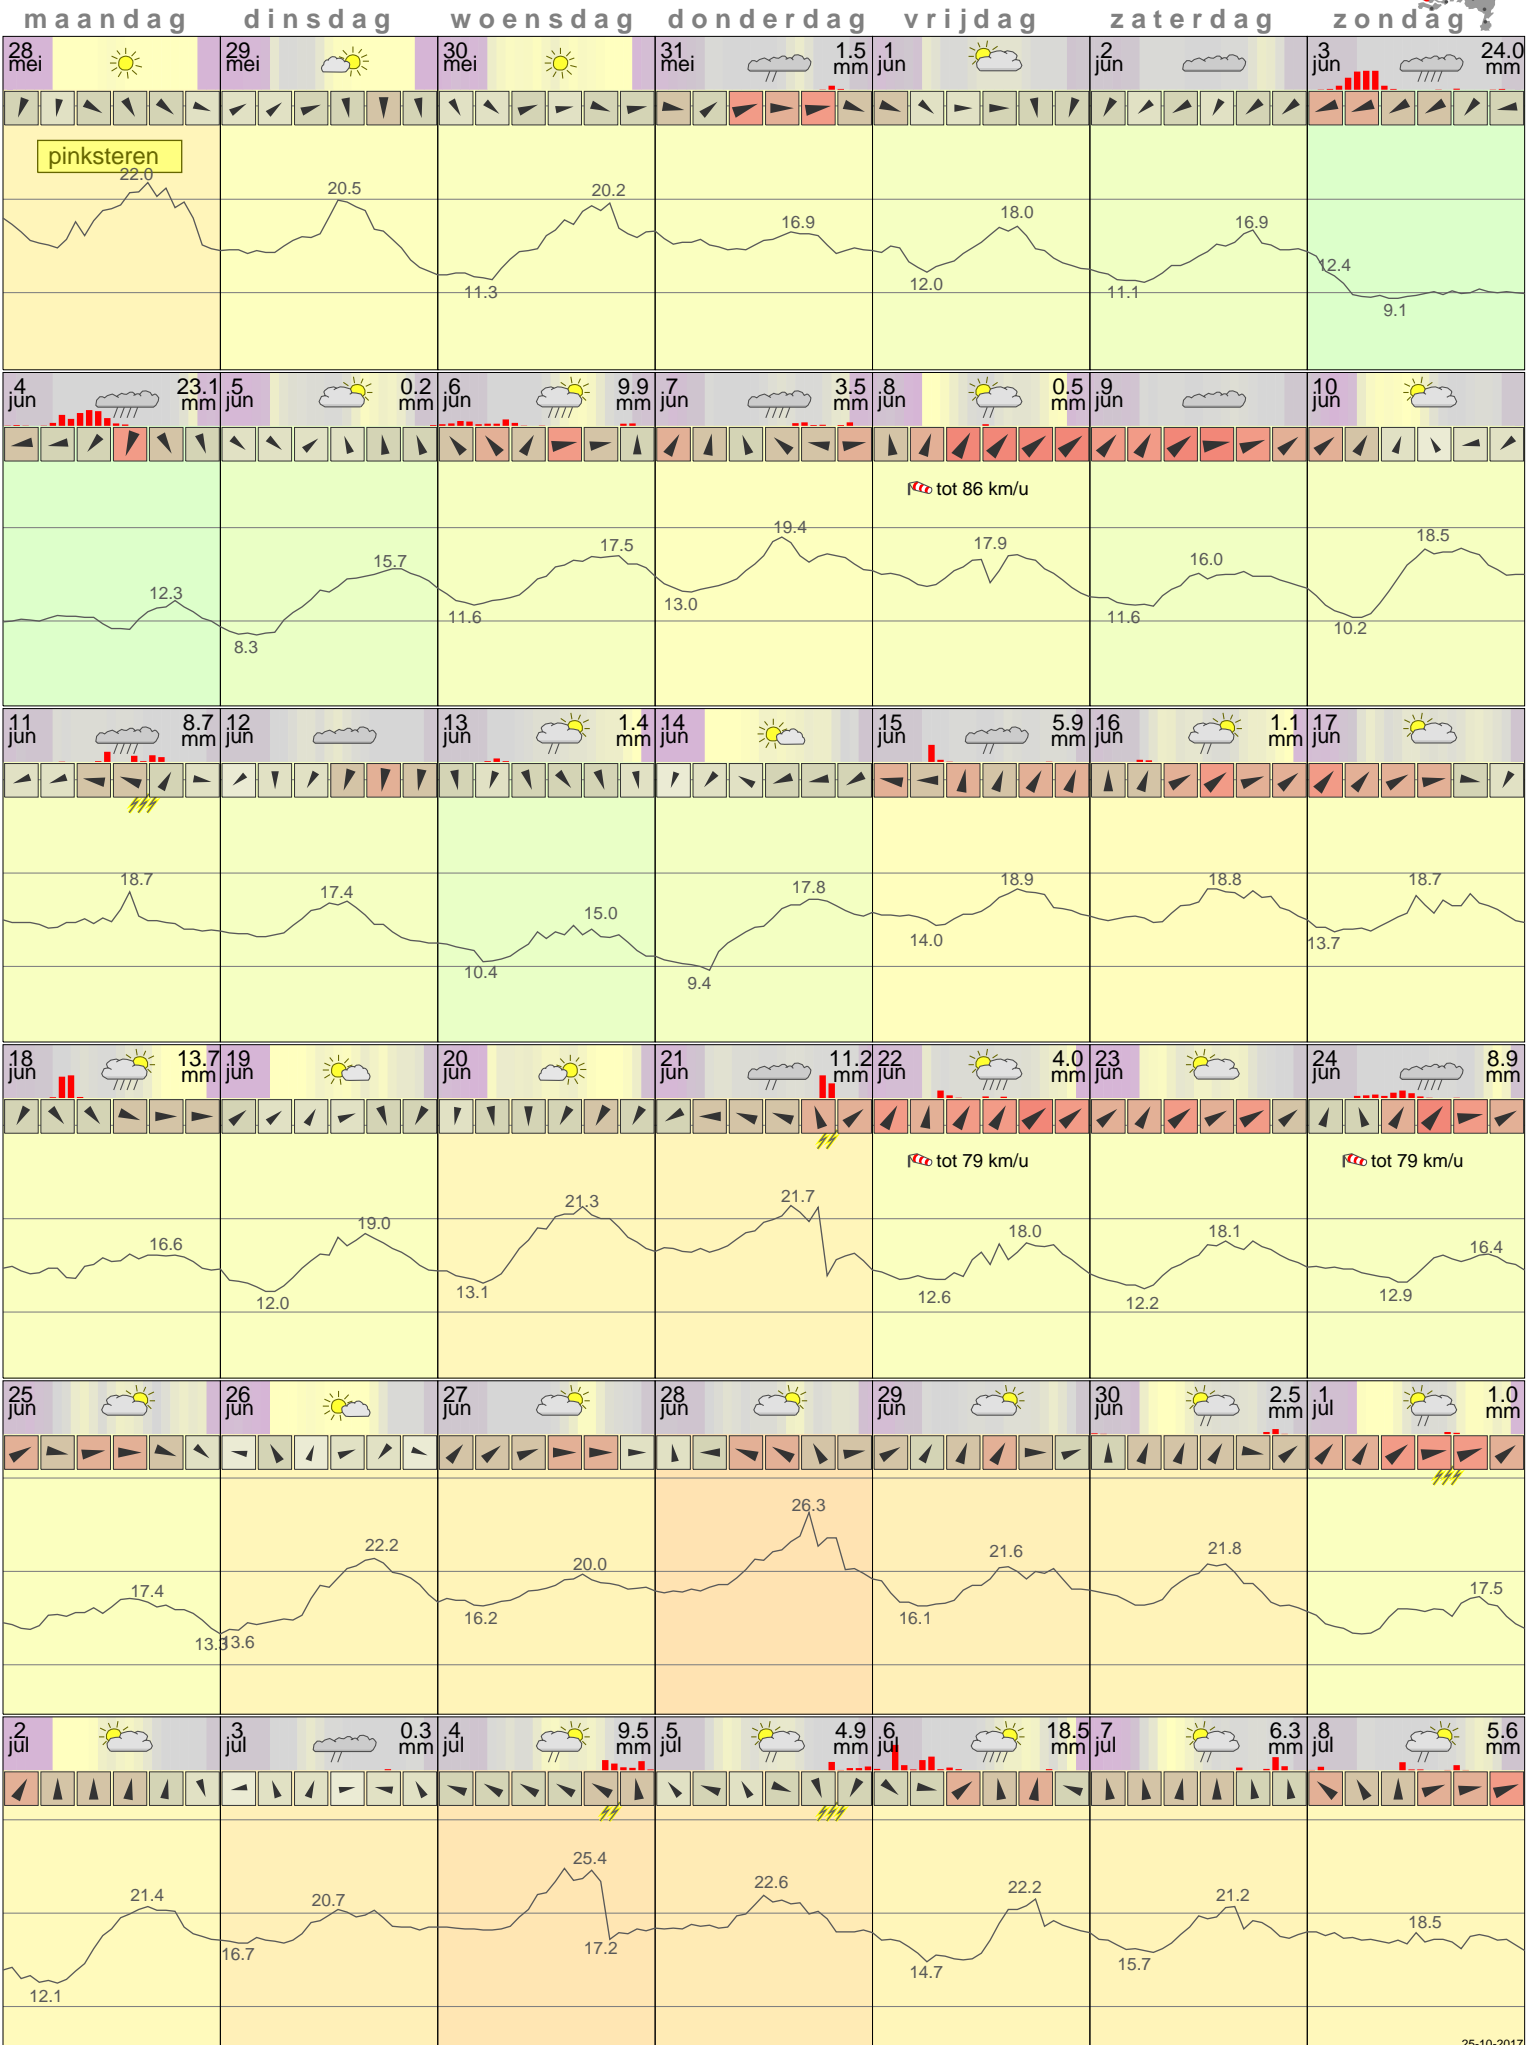 maandag dinsdag woensdag donderdag vrijdag zaterdag zondag
28 mei 29 mei 30 mei 31 mei 1.5 mm .1 jun .2 jun .3 jun 24.0 mm
pinksteren
22.0 20.5 11.3 20.2 16.9 12.0 18.0 11.1 16.9 12.4 9.1
.4 jun 23.1 mm .5 jun 0.2 mm .6 jun 9.9 mm .7 jun 3.5 mm .8 jun 0.5 mm .9 jun 10 jun
tot 86 km/u
12.3 8.3 15.7 11.6 17.5 13.0 19.4 17.9 11.6 16.0 10.2 18.5
11 jun 8.7 mm 12 jun 13 jun 1.4 mm 14 jun 15 jun 5.9 mm 16 jun 1.1 mm 17 jun
18.7 17.4 10.4 15.0 9.4 17.8 14.0 18.9 18.8 13.7 18.7
18 jun 13.7 mm 19 jun 20 jun 21 jun 11.2 mm 22 jun 4.0 mm 23 jun 24 jun 8.9 mm
tot 79 km/u tot 79 km/u
16.6 12.0 19.0 13.1 21.3 21.7 12.6 18.0 12.2 18.1 12.9 16.4
25 jun 26 jun 27 jun 28 jun 29 jun 30 jun 2.5 mm .1 jul 1.0 mm
17.4 13.3 13.6 22.2 16.2 20.0 26.3 16.1 21.6 21.8 17.5
.2 jul .3 jul 0.3 mm .4 jul 9.5 mm .5 jul 4.9 mm .6 jul 18.5 mm .7 jul 6.3 mm .8 jul 5.6 mm
12.1 21.4 16.7 20.7 25.4 17.2 22.6 14.7 22.2 15.7 21.2 18.5
25-10-2017